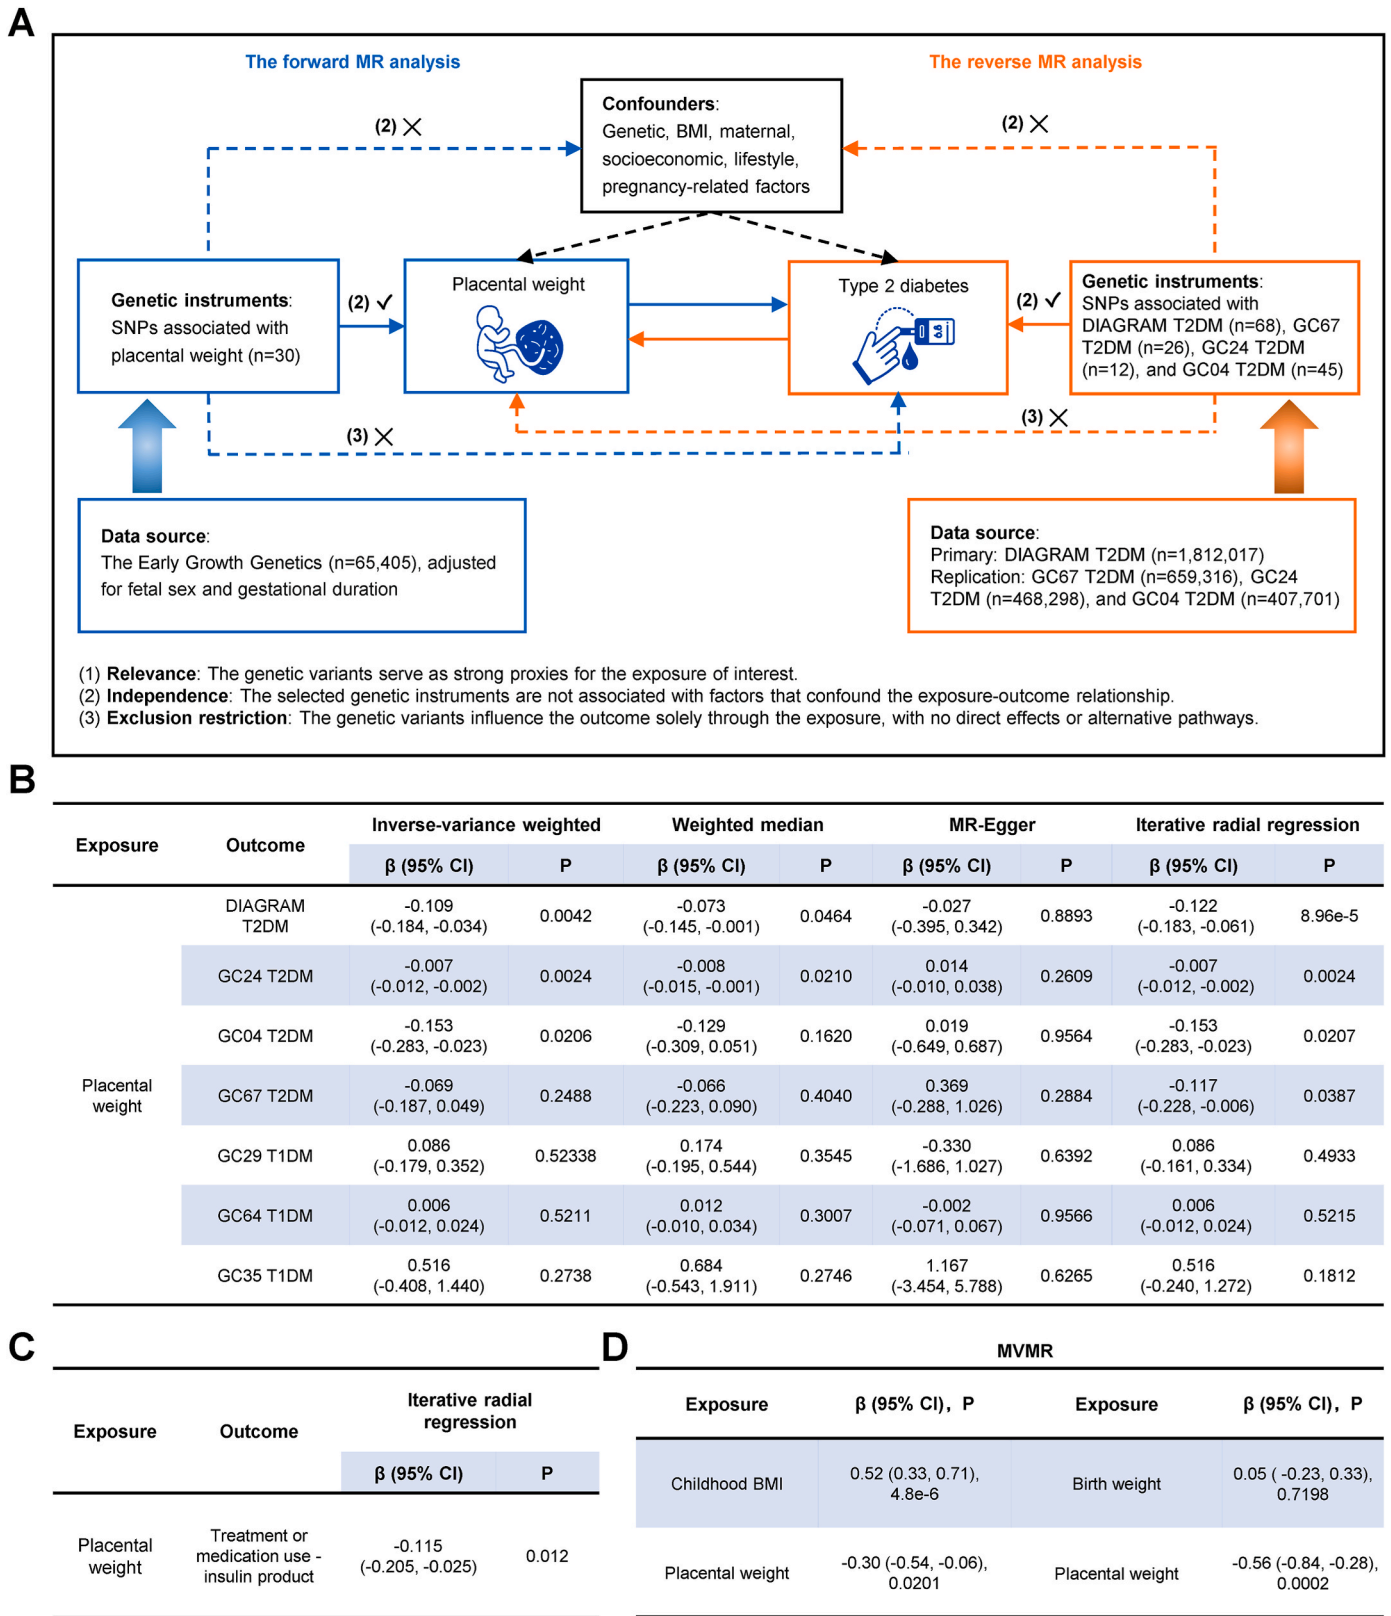 A
The forward MR analysis
The reverse MR analysis
Confounders:
Genetic, BMI, maternal,
socioeconomic, lifestyle,
pregnancy-related factors
(2) ✕
(2) ✕
Genetic instruments:
SNPs associated with
placental weight (n=30)
(2) ✓
Placental weight
Type 2 diabetes
(2) ✓
Genetic instruments:
SNPs associated with
DIAGRAM T2DM (n=68), GC67
T2DM (n=26), GC24 T2DM
(n=12), and GC04 T2DM (n=45)
(3) ✕
(3) ✕
Data source:
The Early Growth Genetics (n=65,405), adjusted
for fetal sex and gestational duration
Data source:
Primary: DIAGRAM T2DM (n=1,812,017)
Replication: GC67 T2DM (n=659,316), GC24
T2DM (n=468,298), and GC04 T2DM (n=407,701)
(1) Relevance: The genetic variants serve as strong proxies for the exposure of interest.
(2) Independence: The selected genetic instruments are not associated with factors that confound the exposure-outcome relationship.
(3) Exclusion restriction: The genetic variants influence the outcome solely through the exposure, with no direct effects or alternative pathways.
B
Exposure Outcome Inverse-variance weighted Weighted median MR-Egger Iterative radial regression
β (95% CI) P β (95% CI) P β (95% CI) P β (95% CI) P
Placental
weight
DIAGRAM
T2DM
-0.109
(-0.184, -0.034)
0.0042
-0.073
(-0.145, -0.001)
0.0464
-0.027
(-0.395, 0.342)
0.8893
-0.122
(-0.183, -0.061)
8.96e-5
GC24 T2DM
-0.007
(-0.012, -0.002)
0.0024
-0.008
(-0.015, -0.001)
0.0210
0.014
(-0.010, 0.038)
0.2609
-0.007
(-0.012, -0.002)
0.0024
GC04 T2DM
-0.153
(-0.283, -0.023)
0.0206
-0.129
(-0.309, 0.051)
0.1620
0.019
(-0.649, 0.687)
0.9564
-0.153
(-0.283, -0.023)
0.0207
GC67 T2DM
-0.069
(-0.187, 0.049)
0.2488
-0.066
(-0.223, 0.090)
0.4040
0.369
(-0.288, 1.026)
0.2884
-0.117
(-0.228, -0.006)
0.0387
GC29 T1DM
0.086
(-0.179, 0.352)
0.52338
0.174
(-0.195, 0.544)
0.3545
-0.330
(-1.686, 1.027)
0.6392
0.086
(-0.161, 0.334)
0.4933
GC64 T1DM
0.006
(-0.012, 0.024)
0.5211
0.012
(-0.010, 0.034)
0.3007
-0.002
(-0.071, 0.067)
0.9566
0.006
(-0.012, 0.024)
0.5215
GC35 T1DM
0.516
(-0.408, 1.440)
0.2738
0.684
(-0.543, 1.911)
0.2746
1.167
(-3.454, 5.788)
0.6265
0.516
(-0.240, 1.272)
0.1812
C
Exposure
Outcome
Iterative radial
regression
β (95% CI) P
Placental
weight
Treatment or
medication use -
insulin product
-0.115
(-0.205, -0.025)
0.012
D
MVMR
Exposure β (95% CI), P Exposure β (95% CI), P
Childhood BMI
0.52 (0.33, 0.71),
4.8e-6
Birth weight
0.05 ( -0.23, 0.33),
0.7198
Placental weight
-0.30 (-0.54, -0.06),
0.0201
Placental weight
-0.56 (-0.84, -0.28),
0.0002